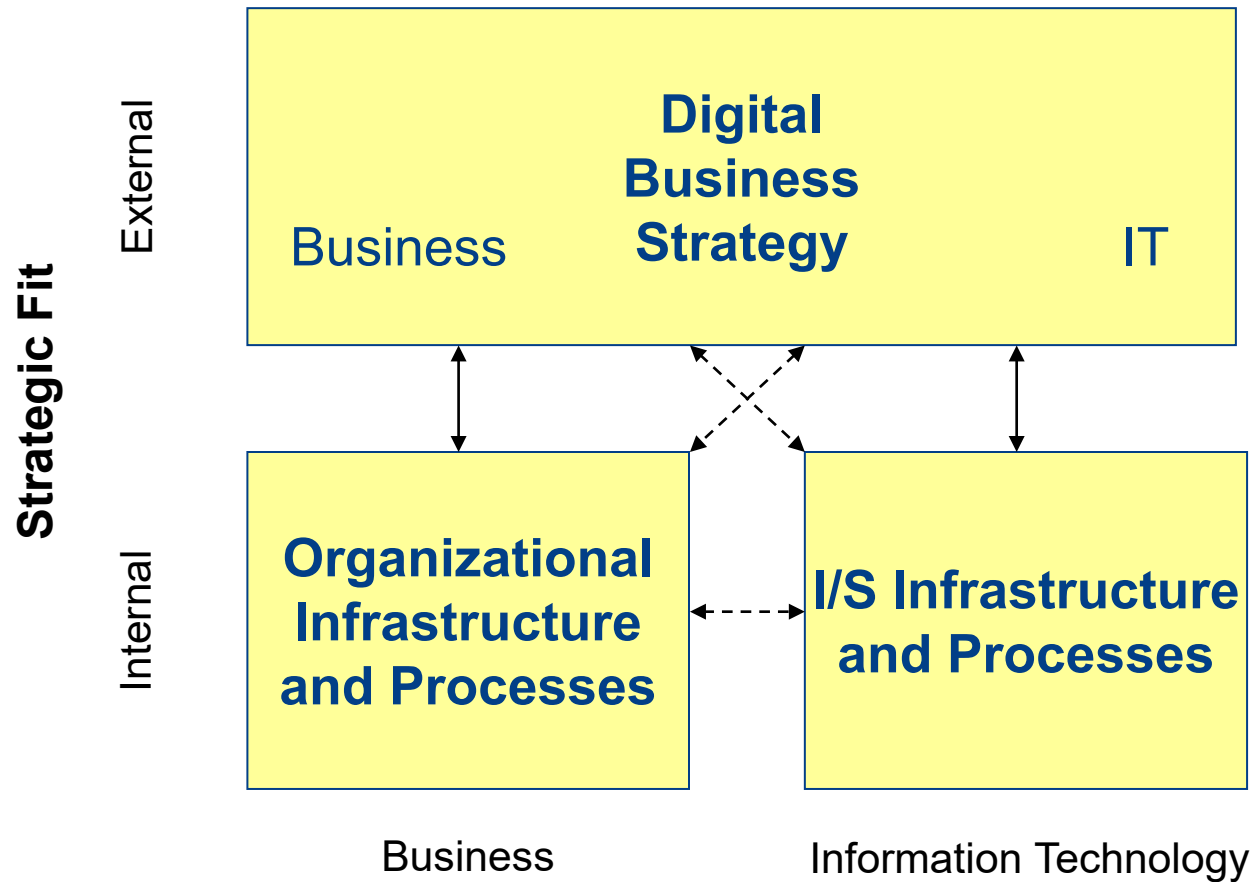 Strategic Fit
External
Digital
Business
Strategy
Business
IT
Internal
Organizational
Infrastructure
and Processes
I/S Infrastructure
and Processes
Business
Information Technology